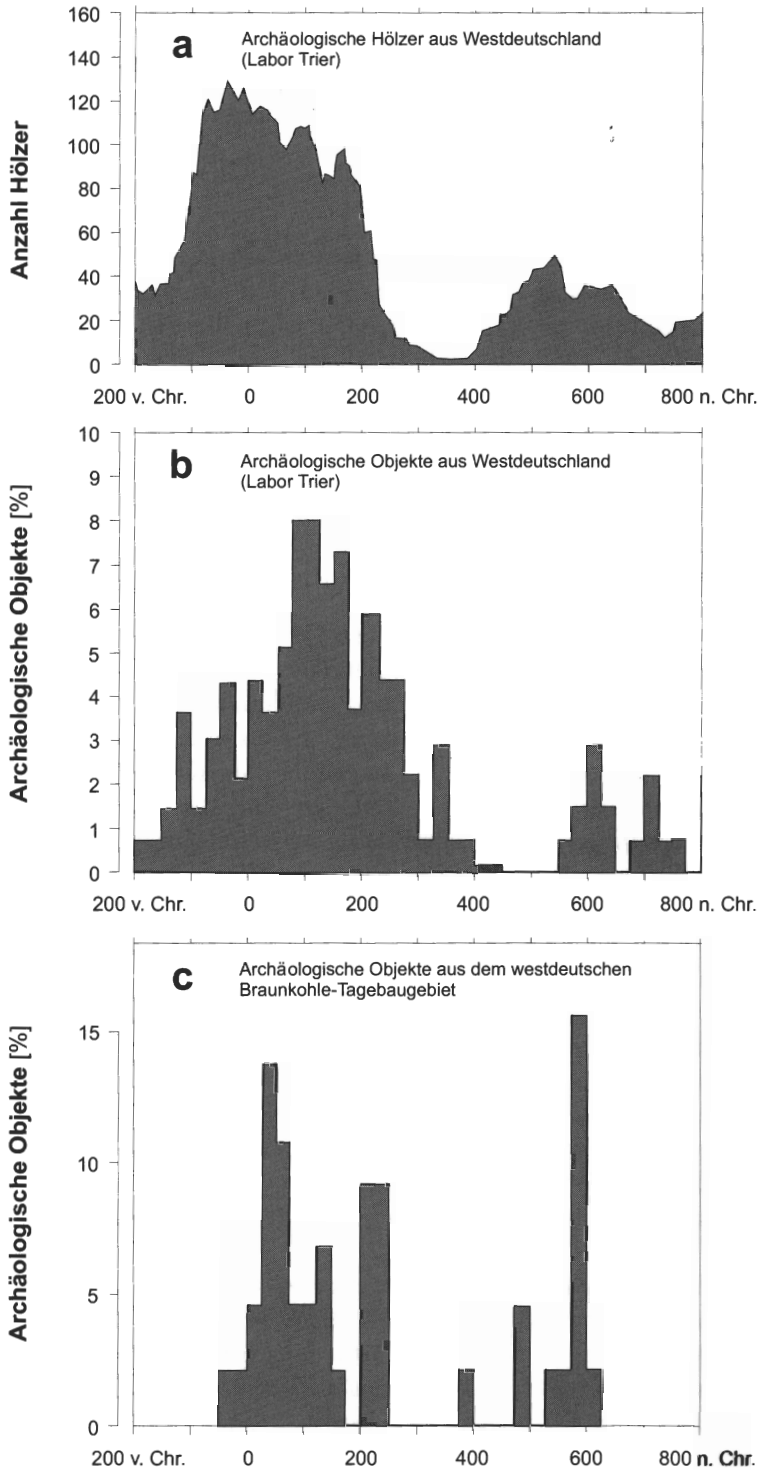 160
140
120
100
80
60
40
20
0
Anzahl Hölzer
a
Archäologische Hölzer aus Westdeutschland
(Labor Trier)
200 v. Chr. 0 200 400 600 800 n. Chr.
10
9
8
7
6
5
4
3
2
1
0
Archäologische Objekte [%]
b
Archäologische Objekte aus Westdeutschland
(Labor Trier)
200 v. Chr. 0 200 400 600 800 n. Chr.
15
10
5
0
Archäologische Objekte [%]
c
Archäologische Objekte aus dem westdeutschen
Braunkohle-Tagebaugebiet
200 v. Chr. 0 200 400 600 800 n. Chr.